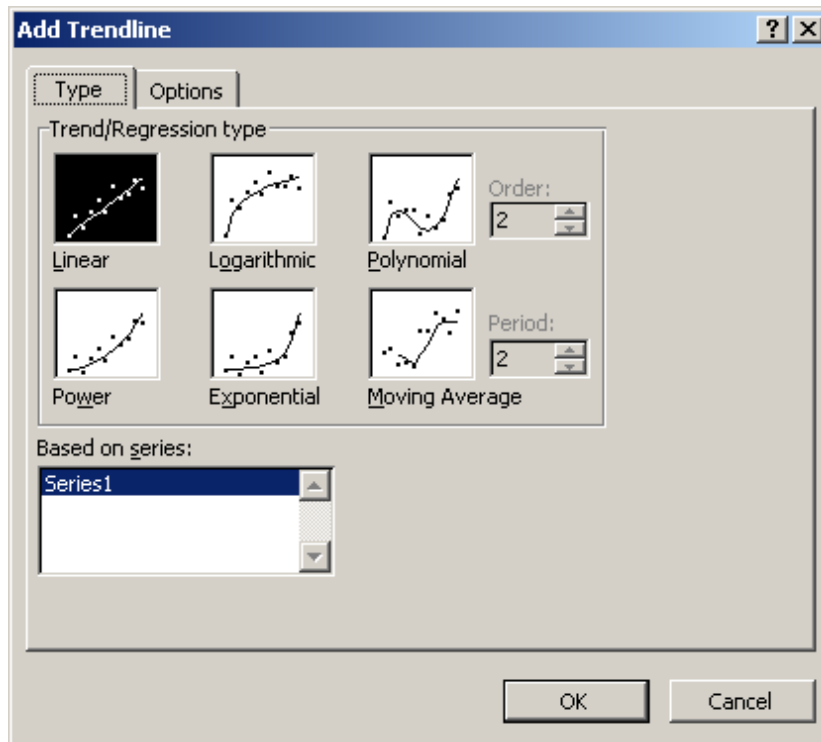 Add Trendline
Type Options
Trend/Regression type
Linear Logarithmic Polynomial
Order:
2
Power Exponential Moving Average
Period:
2
Based on series:
Series1
OK Cancel